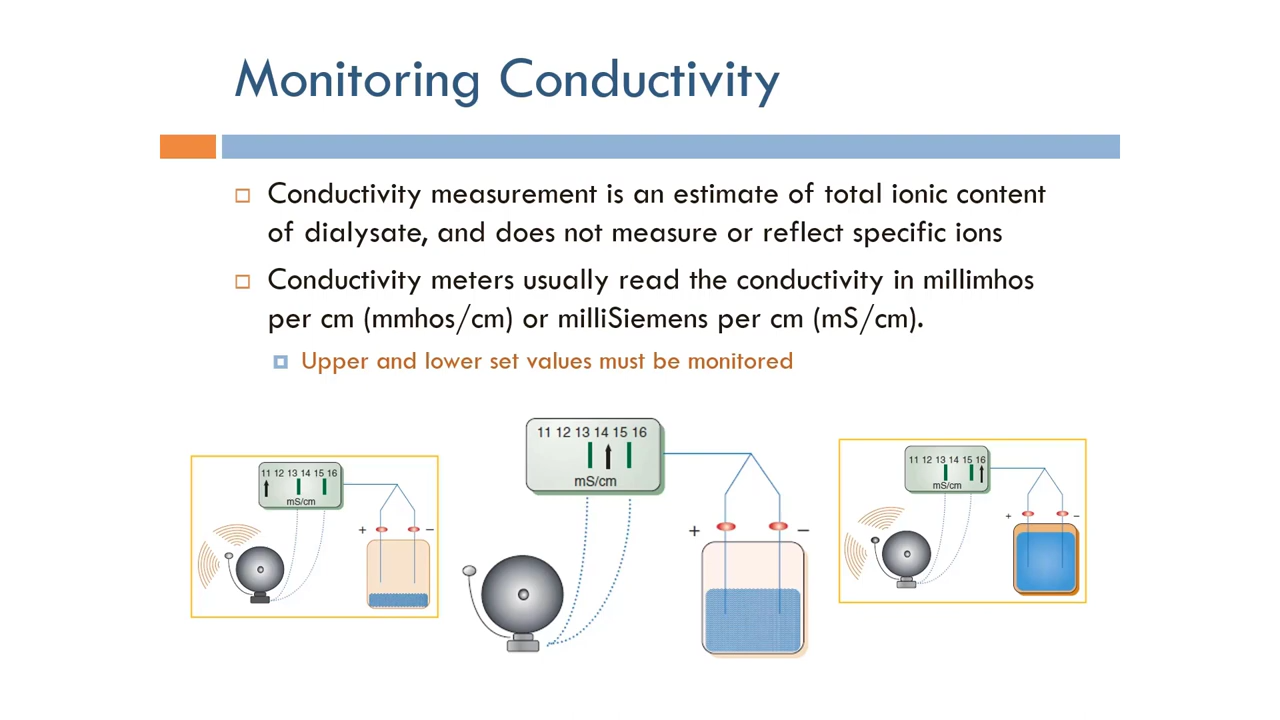 Monitoring Conductivity
Conductivity measurement is an estimate of total ionic content
of dialysate, and does not measure or reflect specific ions
Conductivity meters usually read the conductivity in millimhos
per cm (mmhos/cm) or milliSiemens per cm (mS/cm).
Upper and lower set values must be monitored
11 12 13 14 15 16
mS/cm
+ −
11 12 13 14 15 16
mS/cm
+ −
11 12 13 14 15 16
mS/cm
+ −